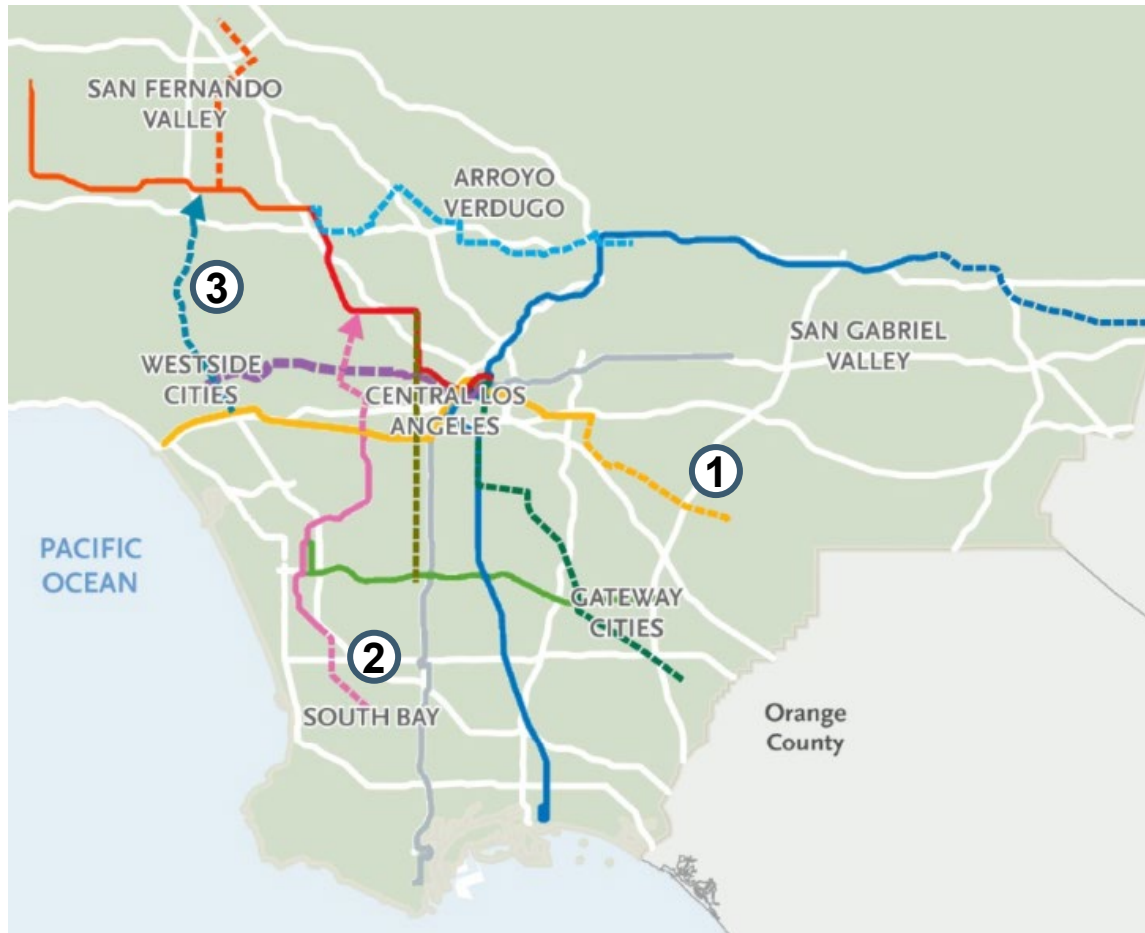 SAN FERNANDO
VALLEY
ARROYO
VERDUGO
3
SAN GABRIEL
VALLEY
WESTSIDE
CITIES
CENTRAL LOS
ANGELES
1
PACIFIC
OCEAN
GATEWAY
CITIES
2
SOUTH BAY
Orange
County